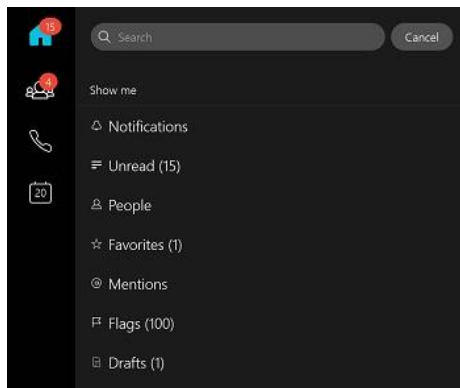 15
Search
Cancel
4
Show me
Notifications
Unread (15)
People
20
Favorites (1)
Mentions
Flags (100)
Drafts (1)